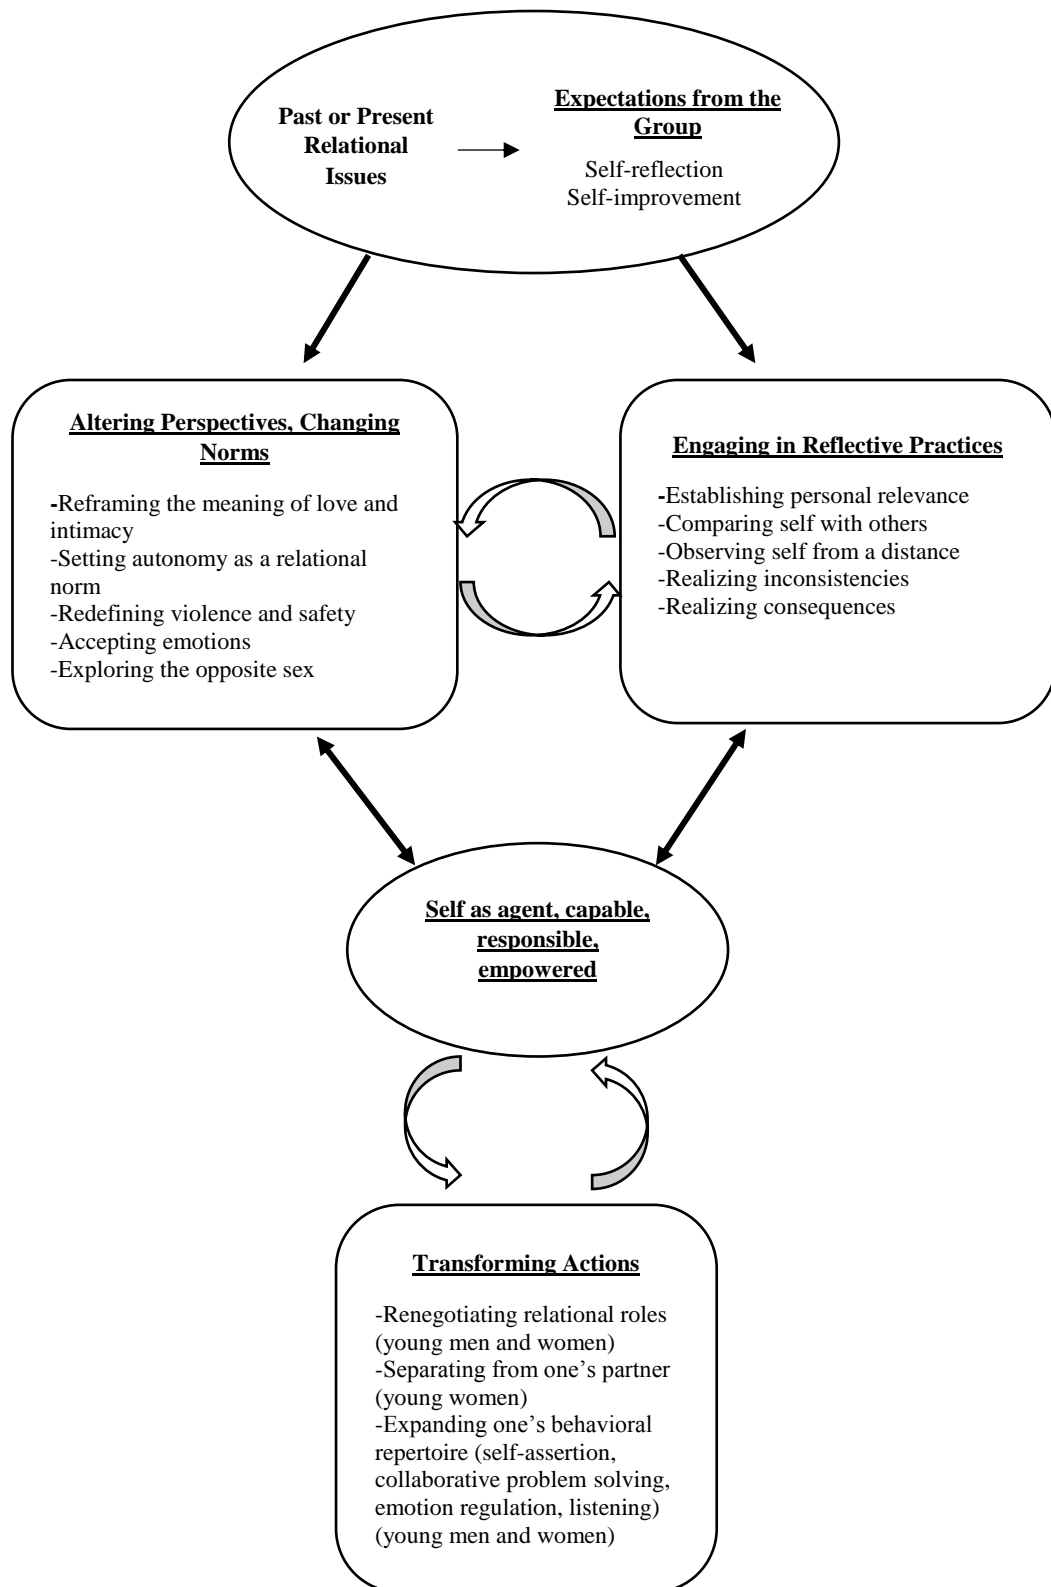 Past or Present
Relational
Issues
Expectations from the
Group
Self-reflection
Self-improvement
Altering Perspectives, Changing
Norms
-Reframing the meaning of love and
intimacy
-Setting autonomy as a relational
norm
-Redefining violence and safety
-Accepting emotions
-Exploring the opposite sex
Engaging in Reflective Practices
-Establishing personal relevance
-Comparing self with others
-Observing self from a distance
-Realizing inconsistencies
-Realizing consequences
Self as agent, capable,
responsible,
empowered
Transforming Actions
-Renegotiating relational roles
(young men and women)
-Separating from one’s partner
(young women)
-Expanding one’s behavioral
repertoire (self-assertion,
collaborative problem solving,
emotion regulation, listening)
(young men and women)